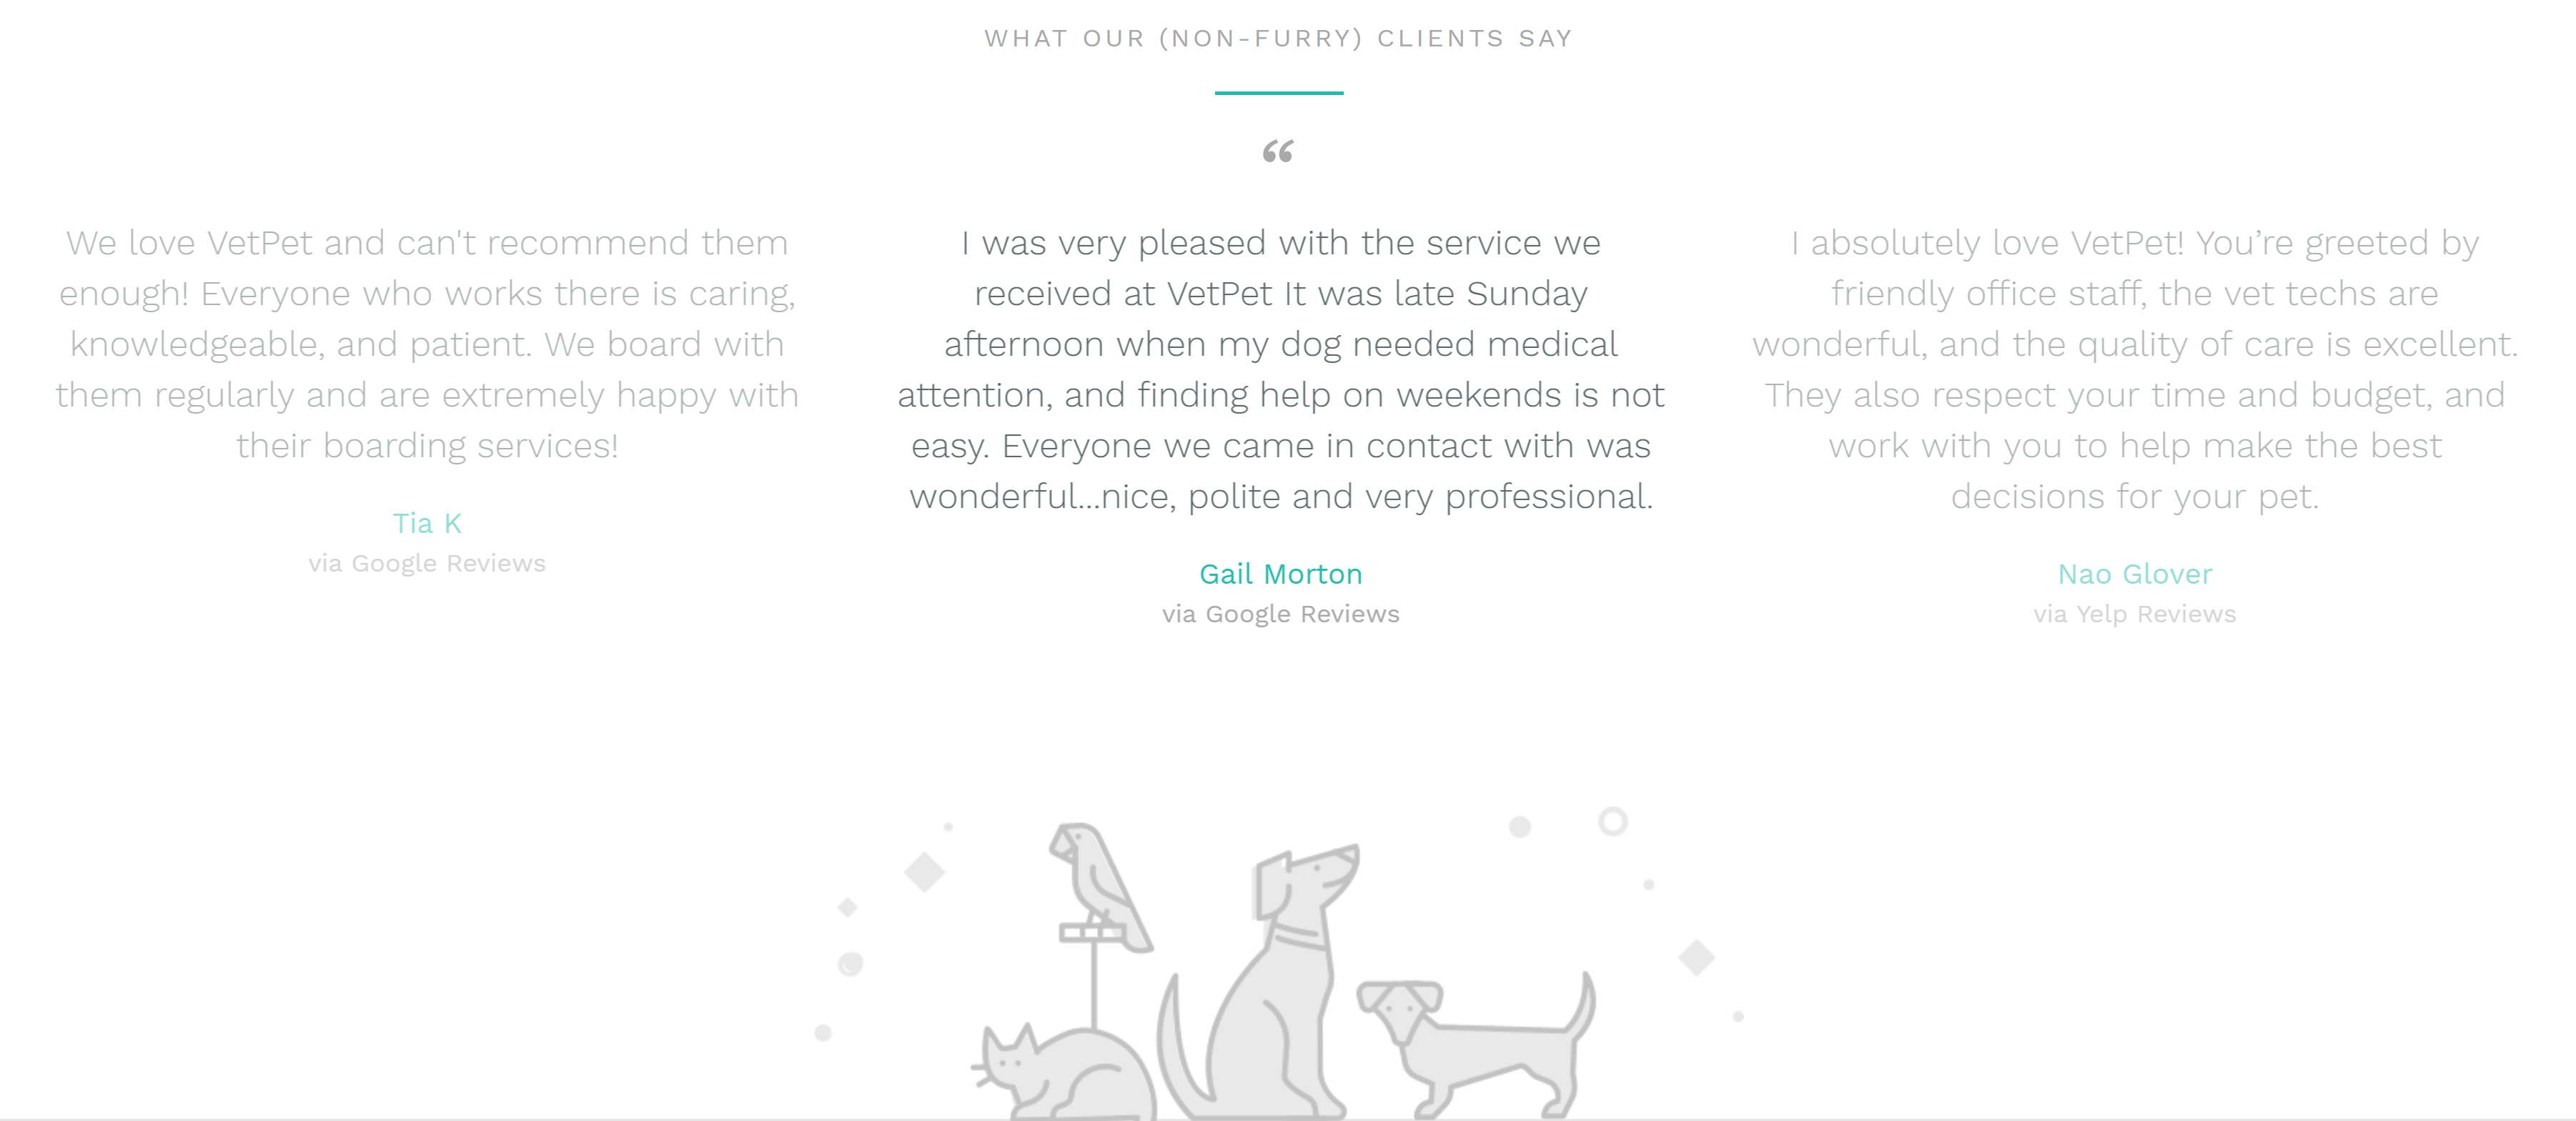 WHAT OUR (NON-FURRY) CLIENTS SAY
“
We love VetPet and can't recommend them
enough! Everyone who works there is caring,
knowledgeable, and patient. We board with
them regularly and are extremely happy with
their boarding services!
Tia K
via Google Reviews
I was very pleased with the service we
received at VetPet It was late Sunday
afternoon when my dog needed medical
attention, and finding help on weekends is not
easy. Everyone we came in contact with was
wonderful...nice, polite and very professional.
Gail Morton
via Google Reviews
I absolutely love VetPet! You’re greeted by
friendly office staff, the vet techs are
wonderful, and the quality of care is excellent.
They also respect your time and budget, and
work with you to help make the best
decisions for your pet.
Nao Glover
via Yelp Reviews